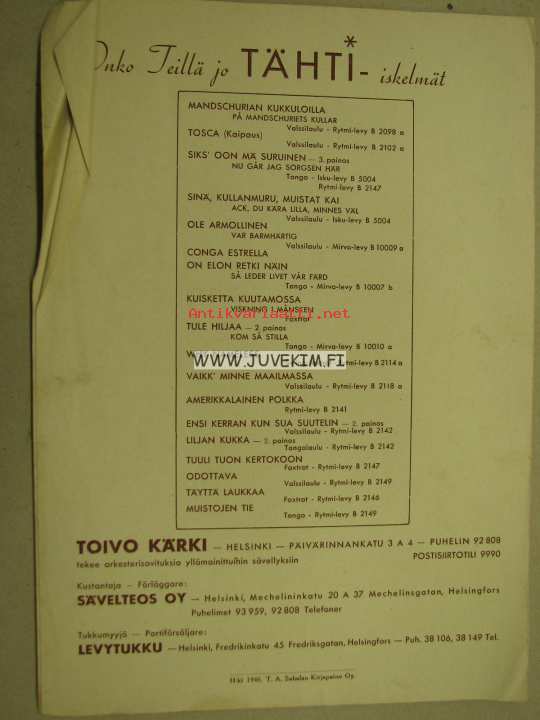 Onko Teillä jo TÄHTI*-iskelmät
MANDSCHURIAN KUKKULOILLA
PÅ MANDSCHURIETS KULLAR
Valssilaulu - Rytmi-levy B 2098 a
TOSCA (Kaipaus)
Valssilaulu - Rytmi-levy B 2102 a
SIKS' OON MÄ SURUINEN — 3. painos
NU GÅR JAG SORGSEN HÄR
Tango - Isku-levy B 5004
Rytmi-levy B 2147
SINÄ, KULLANMURU, MUISTAT KAI
ACK, DU KÄRA LILLA, MINNES VÄL
Valssilaulu - Isku-levy B 5004
OLE ARMOLLINEN
VAR BARMHÄRTIG
Valssilaulu - Mirva-levy B 10009 a
CONGA ESTRELLA
ON ELON RETKI NÄIN
SÅ LEDER LIVET VÅR FÄRD
Tango - Mirva-levy B 10007 b
KUISKETTA KUUTAMOSSA
VISKNING I MÅNSKEN
Foxtrot
Antikvariaatti.net
TULE HILJAA — 2. painos
KOM SÅ STILLA
Tango - Mirva-levy B 10010 a
WWW.JUVEKIM.FI
B 2114 a
VAIKK' MINNE MAAILMASSA
Valssilaulu - Rytmi-levy B 2118 a
AMERIKKALAINEN POLKKA
Rytmi-levy B 2141
ENSI KERRAN KUN SUA SUUTELIN — 2. painos
Valssilaulu - Rytmi-levy B 2142
LILJAN KUKKA — 2. painos
Tangolaulu - Rytmi-levy B 2142
TUULI TUON KERTOKOON
Foxtrot - Rytmi-levy B 2147
ODOTTAVA
Valssilaulu - Rytmi-levy B 2149
TÄYTTÄ LAUKKAA
Foxtrot - Rytmi-levy B 2146
MUISTOJEN TIE
Tango - Rytmi-levy B 2149
TOIVO KÄRKI — HELSINKI — PÄIVÄRINNANKATU 3 A 4 — PUHELIN 92 808
tekee orkesterisovituksia yllämainittuihin sävellyksiin POSTISIIRTOTILI 9990
Kustantaja — Förläggare:
SÄVELTEOS OY — Helsinki, Mechelininkatu 20 A 37 Mechelinsgatan, Helsingfors
Puhelimet 93 959, 92 808 Telefoner
Tukkumyyjä — Partiförsäljare:
LEVYTUKKU — Helsinki, Fredrikinkatu 45 Fredriksgatan, Helsingfors — Puh. 38 106, 38 149 Tel.
H:ki 1946. T. A. Sahalan Kirjapaino Oy.